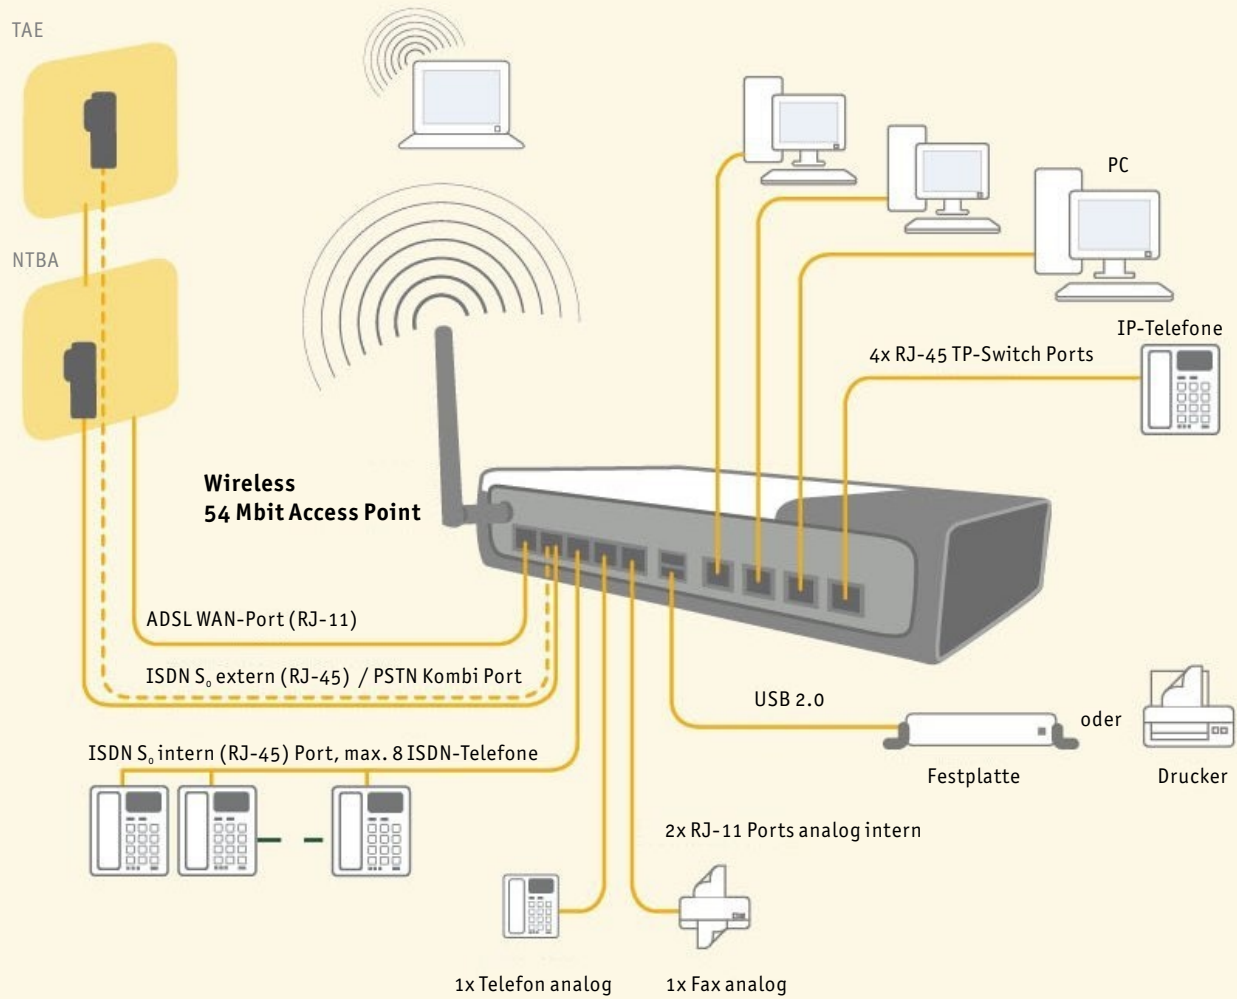 TAE
NTBA
PC
IP-Telefone
4x RJ-45 TP-Switch Ports
Wireless
54 Mbit Access Point
ADSL WAN-Port (RJ-11)
ISDN S₀ extern (RJ-45) / PSTN Kombi Port
USB 2.0
oder
ISDN S₀ intern (RJ-45) Port, max. 8 ISDN-Telefone
Festplatte
Drucker
2x RJ-11 Ports analog intern
1x Telefon analog
1x Fax analog